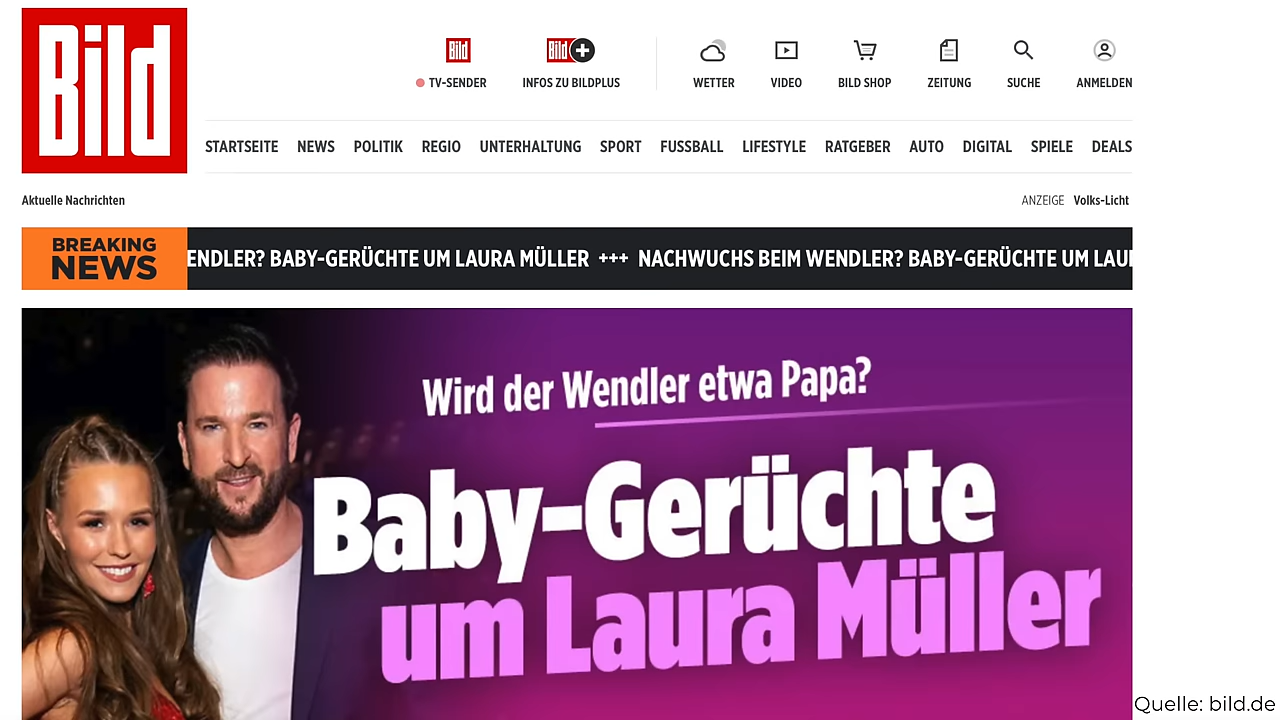 Bild
Bild Bild
TV-SENDER INFOS ZU BILDPLUS WETTER VIDEO BILD SHOP ZEITUNG SUCHE ANMELDEN
STARTSEITE NEWS POLITIK REGIO UNTERHALTUNG SPORT FUSSBALL LIFESTYLE RATGEBER AUTO DIGITAL SPIELE DEALS
Aktuelle Nachrichten ANZEIGE Volks-Licht
BREAKING
NEWS
ENDLER? BABY-GERÜCHTE UM LAURA MÜLLER +++ NACHWUCHS BEIM WENDLER? BABY-GERÜCHTE UM LAU
Wird der Wendler etwa Papa?
Baby-Gerüchte
um Laura Müller
Quelle: bild.de